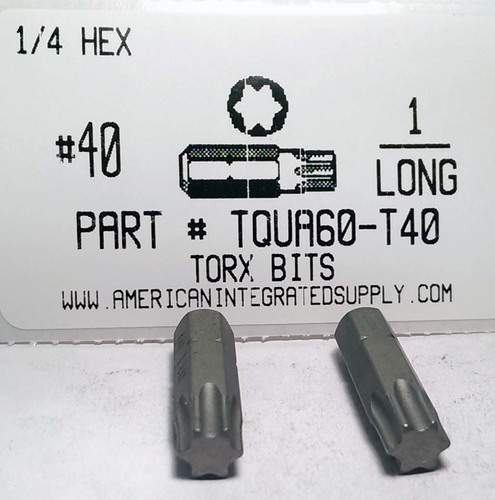 1/4 HEX
#40
1
LONG
PART # TQUA60-T40
TORX BITS
WWW.AMERICANINTEGRATEDSUPPLY.COM